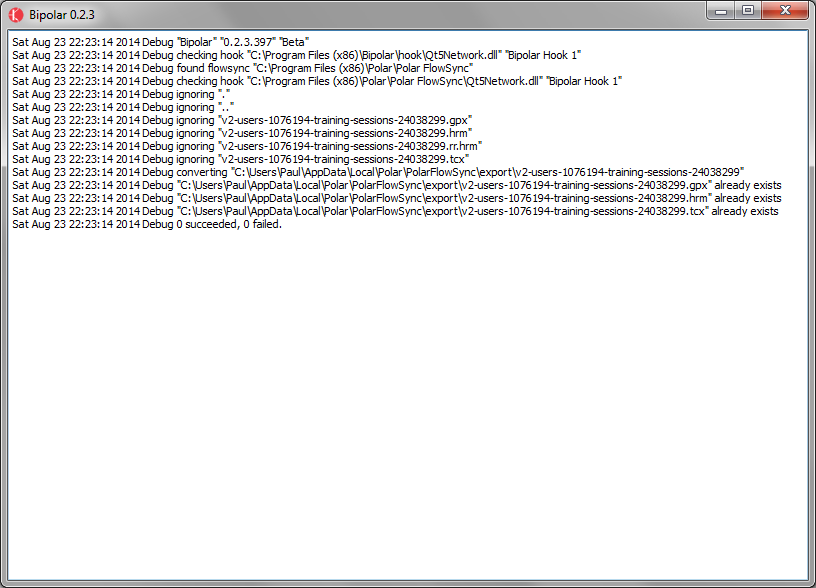 Bipolar 0.2.3
Sat Aug 23 22:23:14 2014 Debug "Bipolar" "0.2.3.397" "Beta"
Sat Aug 23 22:23:14 2014 Debug checking hook "C:\Program Files (x86)\Bipolar\hook\Qt5Network.dll" "Bipolar Hook 1"
Sat Aug 23 22:23:14 2014 Debug found flowsync "C:\Program Files (x86)\Polar\Polar FlowSync"
Sat Aug 23 22:23:14 2014 Debug checking hook "C:\Program Files (x86)\Polar\Polar FlowSync\Qt5Network.dll" "Bipolar Hook 1"
Sat Aug 23 22:23:14 2014 Debug ignoring "."
Sat Aug 23 22:23:14 2014 Debug ignoring ".."
Sat Aug 23 22:23:14 2014 Debug ignoring "v2-users-1076194-training-sessions-24038299.gpx"
Sat Aug 23 22:23:14 2014 Debug ignoring "v2-users-1076194-training-sessions-24038299.hrm"
Sat Aug 23 22:23:14 2014 Debug ignoring "v2-users-1076194-training-sessions-24038299.rr.hrm"
Sat Aug 23 22:23:14 2014 Debug ignoring "v2-users-1076194-training-sessions-24038299.tcx"
Sat Aug 23 22:23:14 2014 Debug converting "C:\Users\Paul\AppData\Local\Polar\PolarFlowSync\export\v2-users-1076194-training-sessions-24038299"
Sat Aug 23 22:23:14 2014 Debug "C:\Users\Paul\AppData\Local\Polar\PolarFlowSync\export\v2-users-1076194-training-sessions-24038299.gpx" already exists
Sat Aug 23 22:23:14 2014 Debug "C:\Users\Paul\AppData\Local\Polar\PolarFlowSync\export\v2-users-1076194-training-sessions-24038299.hrm" already exists
Sat Aug 23 22:23:14 2014 Debug "C:\Users\Paul\AppData\Local\Polar\PolarFlowSync\export\v2-users-1076194-training-sessions-24038299.tcx" already exists
Sat Aug 23 22:23:14 2014 Debug 0 succeeded, 0 failed.